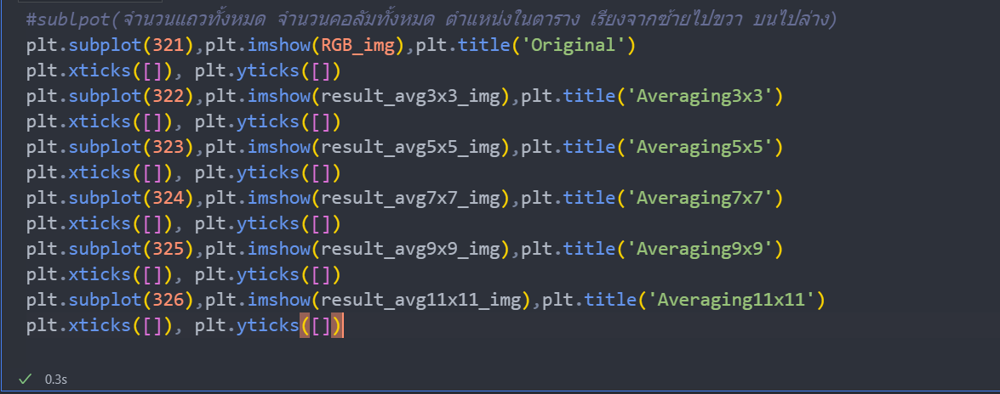 #sublpot(จำนวนแถวทั้งหมด จำนวนคอลัมทั้งหมด ตำแหน่งในตาราง เรียงจากซ้ายไปขวา บนไปล่าง)
plt.subplot(321),plt.imshow(RGB_img),plt.title('Original')
plt.xticks([]), plt.yticks([])
plt.subplot(322),plt.imshow(result_avg3x3_img),plt.title('Averaging3x3')
plt.xticks([]), plt.yticks([])
plt.subplot(323),plt.imshow(result_avg5x5_img),plt.title('Averaging5x5')
plt.xticks([]), plt.yticks([])
plt.subplot(324),plt.imshow(result_avg7x7_img),plt.title('Averaging7x7')
plt.xticks([]), plt.yticks([])
plt.subplot(325),plt.imshow(result_avg9x9_img),plt.title('Averaging9x9')
plt.xticks([]), plt.yticks([])
plt.subplot(326),plt.imshow(result_avg11x11_img),plt.title('Averaging11x11')
plt.xticks([]), plt.yticks([])
0.3s